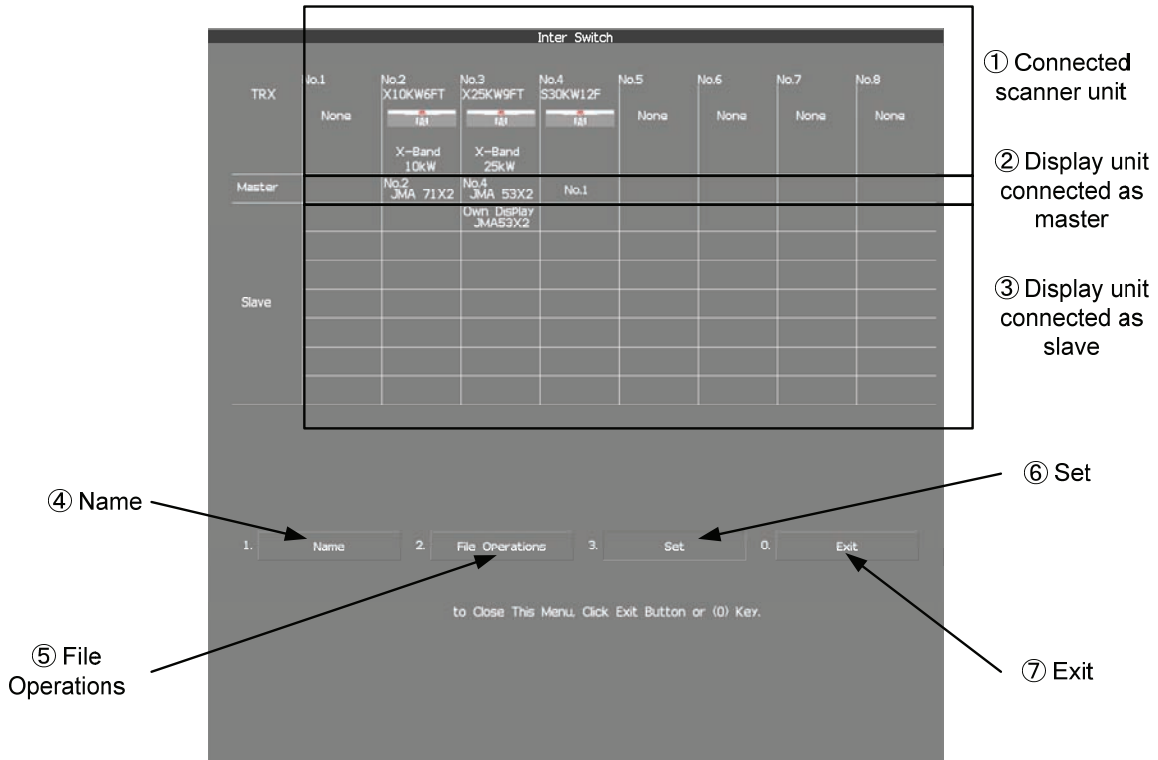 Inter Switch
TRX
No.1
None
No.2
X10KW6FT
X-Band
10kW
No.3
X25KW9FT
X-Band
25kW
No.4
S30KW12F
No.5
None
No.6
None
No.7
None
No.8
None
Master
No.2
JMA 71X2
No.4
JMA 53X2
No.1
Slave
Own Display
JMA53X2
① Connected
scanner unit
② Display unit
connected as
master
③ Display unit
connected as
slave
④ Name
⑥ Set
1. Name
2. File Operations
3. Set
0. Exit
to Close This Menu, Click Exit Button or (0) Key.
⑤ File
Operations
⑦ Exit